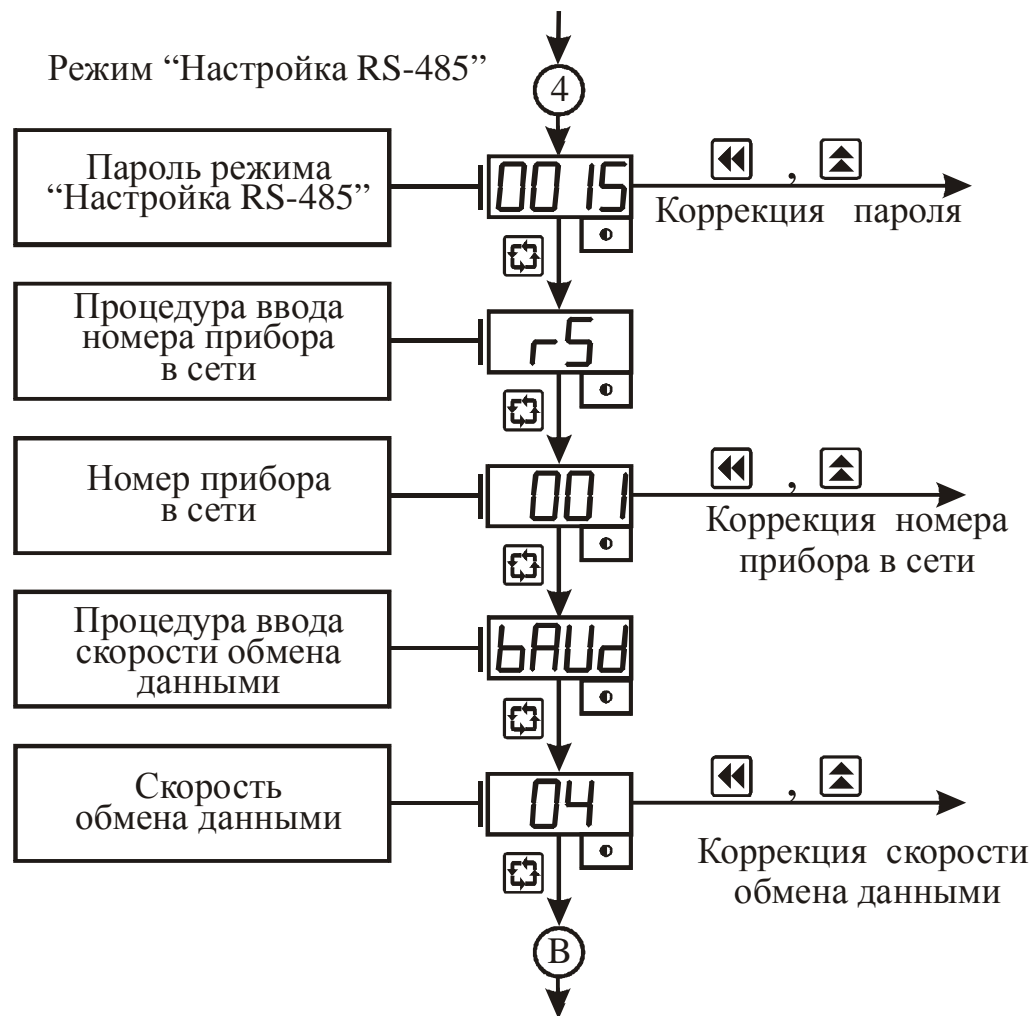 Режим “Настройка RS-485”
4
Пароль режима
“Настройка RS-485”
0015
,
Коррекция пароля
Процедура ввода
номера прибора
в сети
rS
Номер прибора
в сети
001
,
Коррекция номера
прибора в сети
Процедура ввода
скорости обмена
данными
bAUd
Скорость
обмена данными
04
,
Коррекция скорости
обмена данными
В